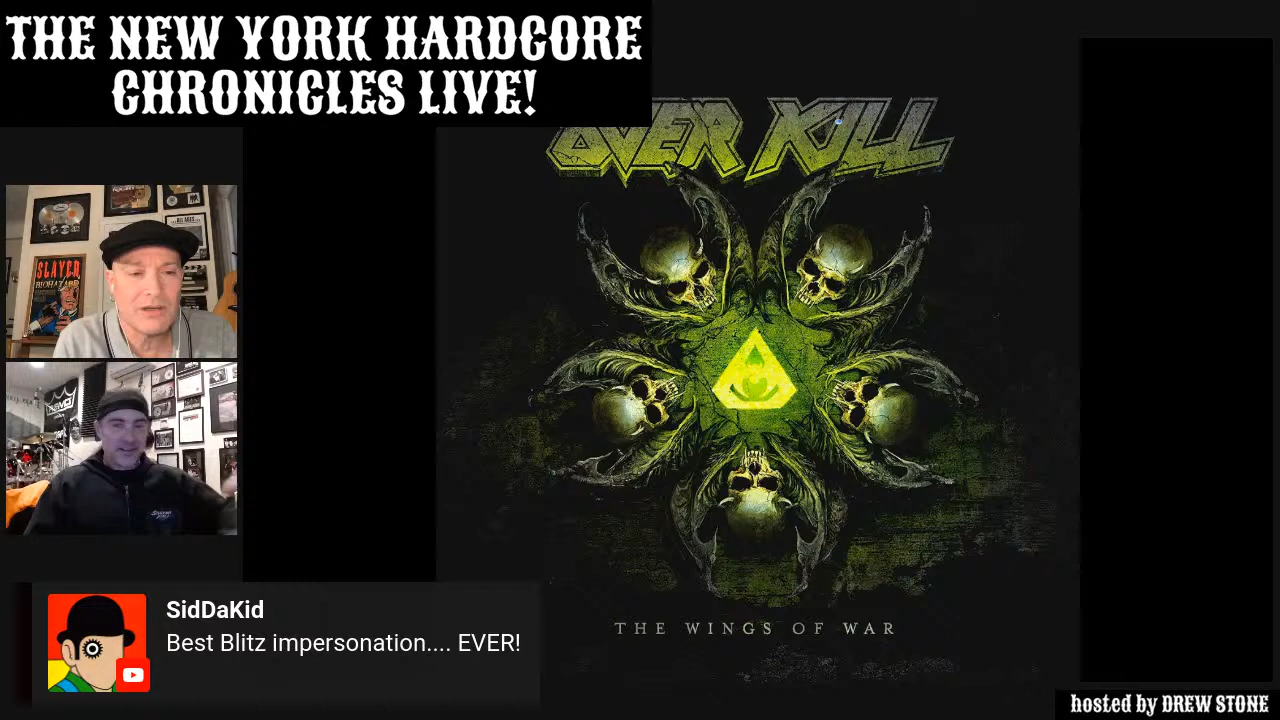 THE NEW YORK HARDCORE
CHRONICLES LIVE!
OVER KILL
SLAYER
BIOHAZARD
SidDaKid
Best Blitz impersonation.... EVER!
THE WINGS OF WAR
hosted by DREW STONE